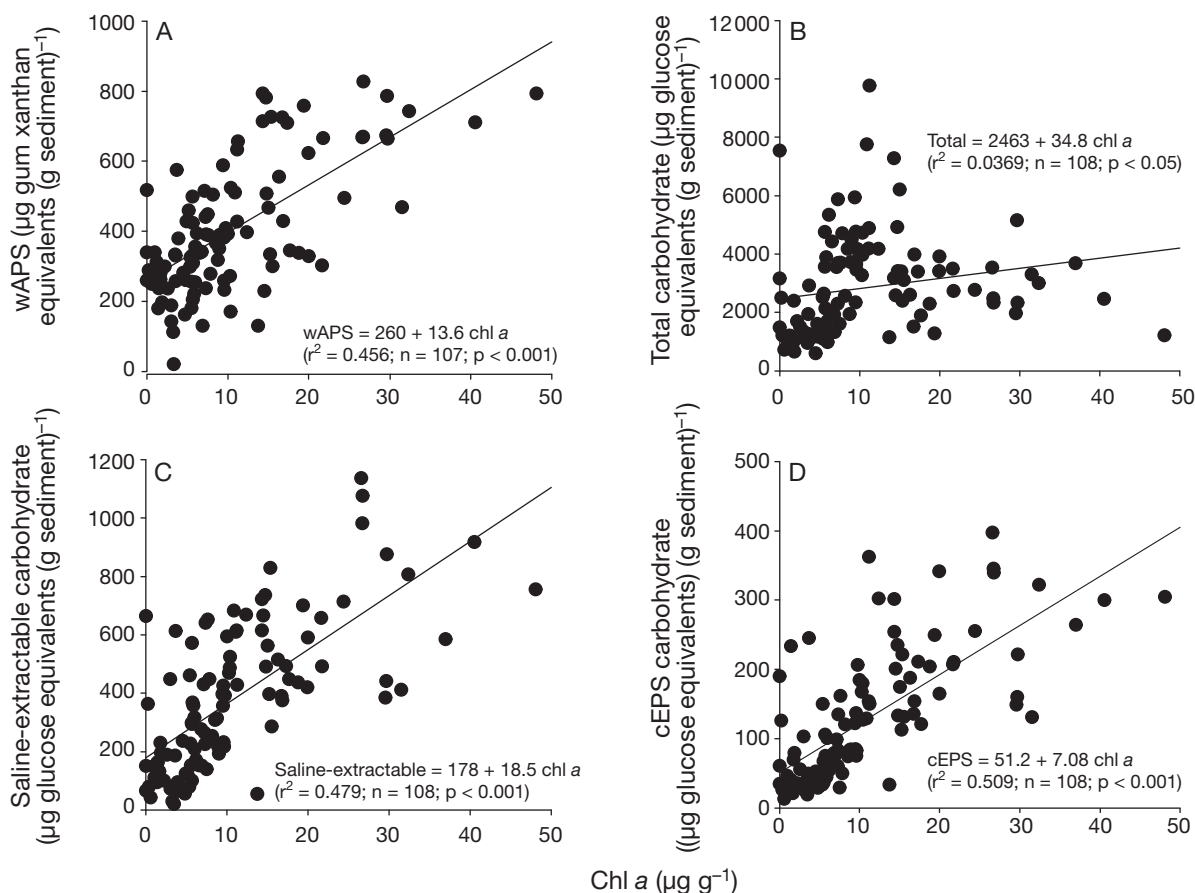 A
wAPS (µg gum xanthan
equivalents (g sediment)⁻¹)
1000
800
600
400
200
0
wAPS = 260 + 13.6 chl a
(r² = 0.456; n = 107; p < 0.001)
0 10 20 30 40 50
B
Total carbohydrate (µg glucose
equivalents (g sediment)⁻¹
12000
10000
8000
6000
4000
2000
0
Total = 2463 + 34.8 chl a
(r² = 0.0369; n = 108; p < 0.05)
0 10 20 30 40 50
C
Saline-extractable carbohydrate
(µg glucose equivalents (g sediment)⁻¹
1200
1000
800
600
400
200
0
Saline-extractable = 178 + 18.5 chl a
(r² = 0.479; n = 108; p < 0.001)
0 10 20 30 40 50
D
cEPS carbohydrate
((µg glucose equivalents) (g sediment)⁻¹
500
400
300
200
100
0
cEPS = 51.2 + 7.08 chl a
(r² = 0.509; n = 108; p < 0.001)
0 10 20 30 40 50
Chl a (µg g⁻¹)